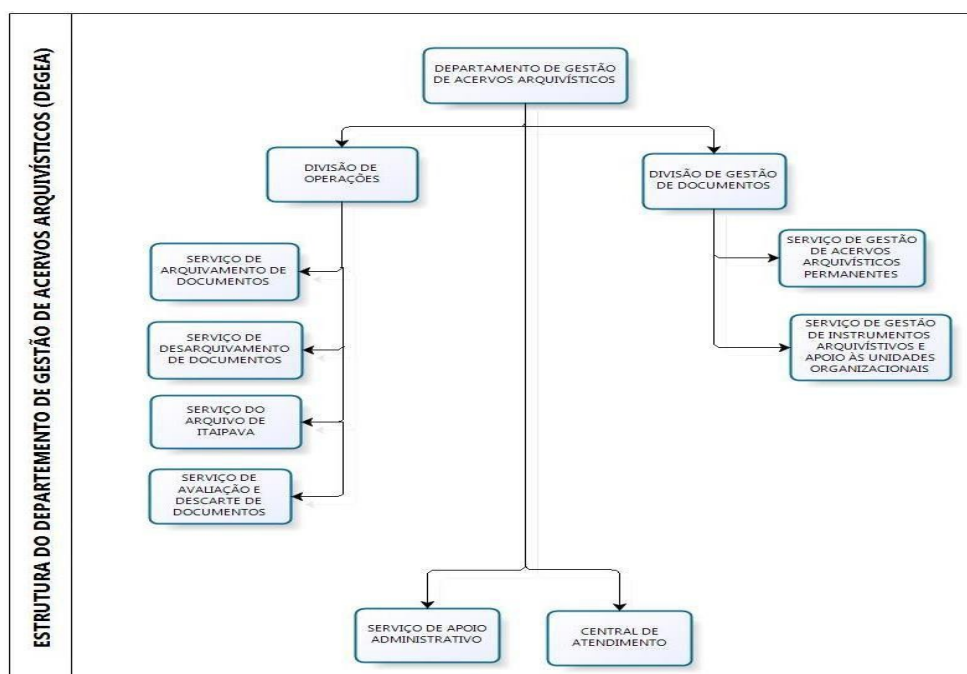 ESTRUTURA DO DEPARTEMENTO DE GESTÃO DE ACERVOS ARQUIVÍSTICOS (DEGEA)
DEPARTAMENTO DE GESTÃO
DE ACERVOS ARQUIVÍSTICOS
DIVISÃO DE
OPERAÇÕES
DIVISÃO DE GESTÃO
DE DOCUMENTOS
SERVIÇO DE
ARQUIVAMENTO DE
DOCUMENTOS
SERVIÇO DE
DESARQUIVAMENTO
DE DOCUMENTOS
SERVIÇO DO
ARQUIVO DE
ITAIPAVA
SERVIÇO DE
AVALIAÇÃO E
DESCARTE DE
DOCUMENTOS
SERVIÇO DE GESTÃO
DE ACERVOS
ARQUIVÍSTICOS
PERMANENTES
SERVIÇO DE GESTÃO
DE INSTRUMENTOS
ARQUIVÍSTIVOS E
APOIO ÀS UNIDADES
ORGANIZACIONAIS
SERVIÇO DE APOIO
ADMINISTRATIVO
CENTRAL DE
ATENDIMENTO